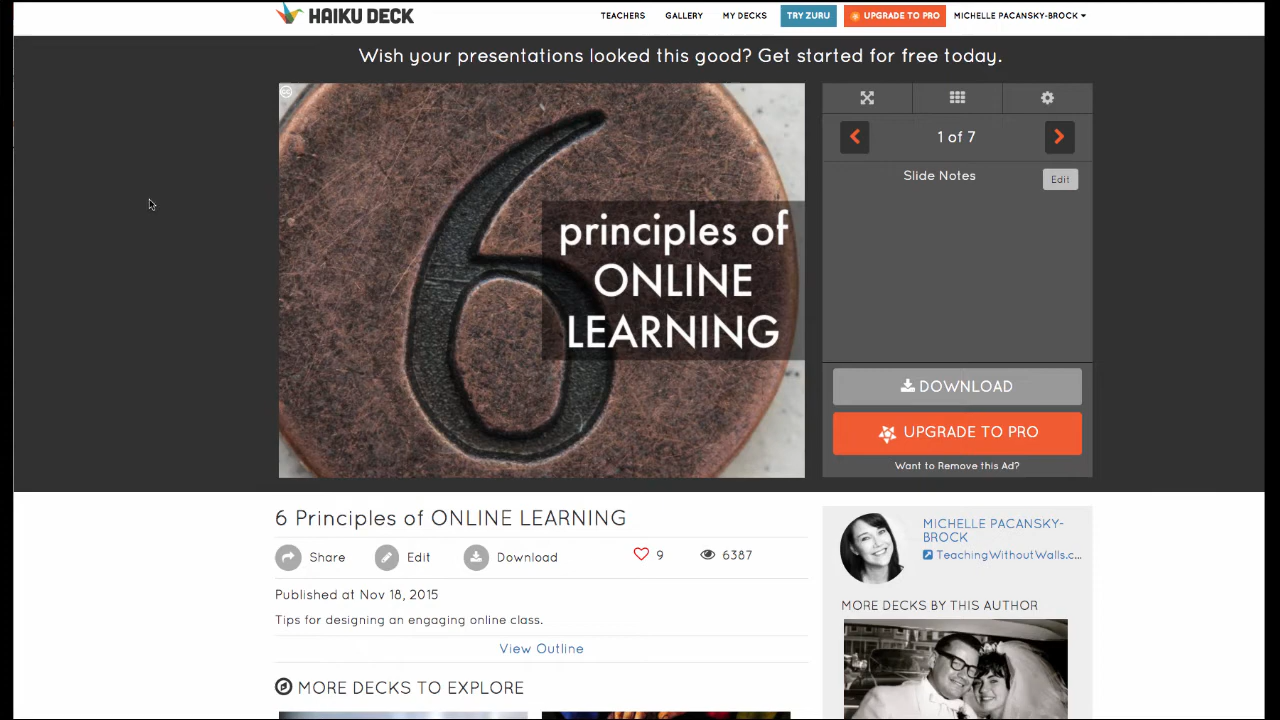 HAIKU DECK
TEACHERS
GALLERY
MY DECKS
TRY ZURU
UPGRADE TO PRO
MICHELLE PACANSKY-BROCK
Wish your presentations looked this good? Get started for free today.
cc
6
principles of
ONLINE
LEARNING
1 of 7
Slide Notes
Edit
DOWNLOAD
UPGRADE TO PRO
Want to Remove this Ad?
6 Principles of ONLINE LEARNING
Share
Edit
Download
9
6387
Published at Nov 18, 2015
Tips for designing an engaging online class.
View Outline
MORE DECKS TO EXPLORE
MICHELLE PACANSKY-
BROCK
TeachingWithoutWalls.c...
MORE DECKS BY THIS AUTHOR